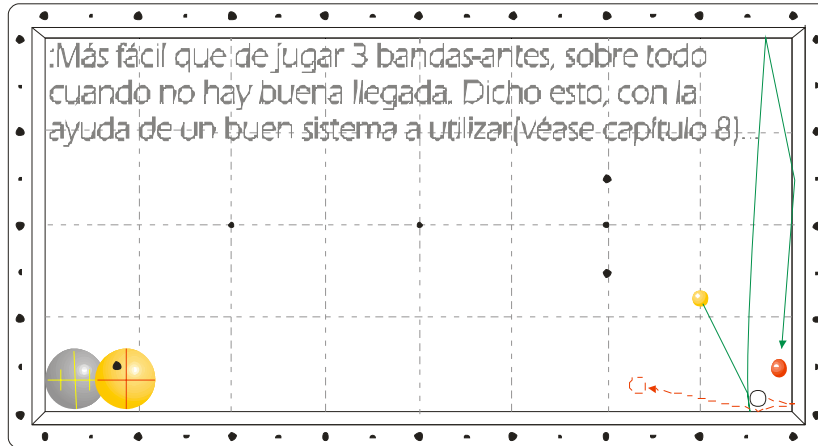 :Más fácil que de jugar 3 bandas-antes, sobre todo
cuando no hay buena llegada. Dicho esto, con la
ayuda de un buen sistema a utilizar(véase capítulo 8)...